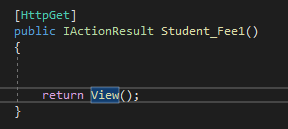 [HttpGet]
public IActionResult Student_Fee1()
{
return View();
}